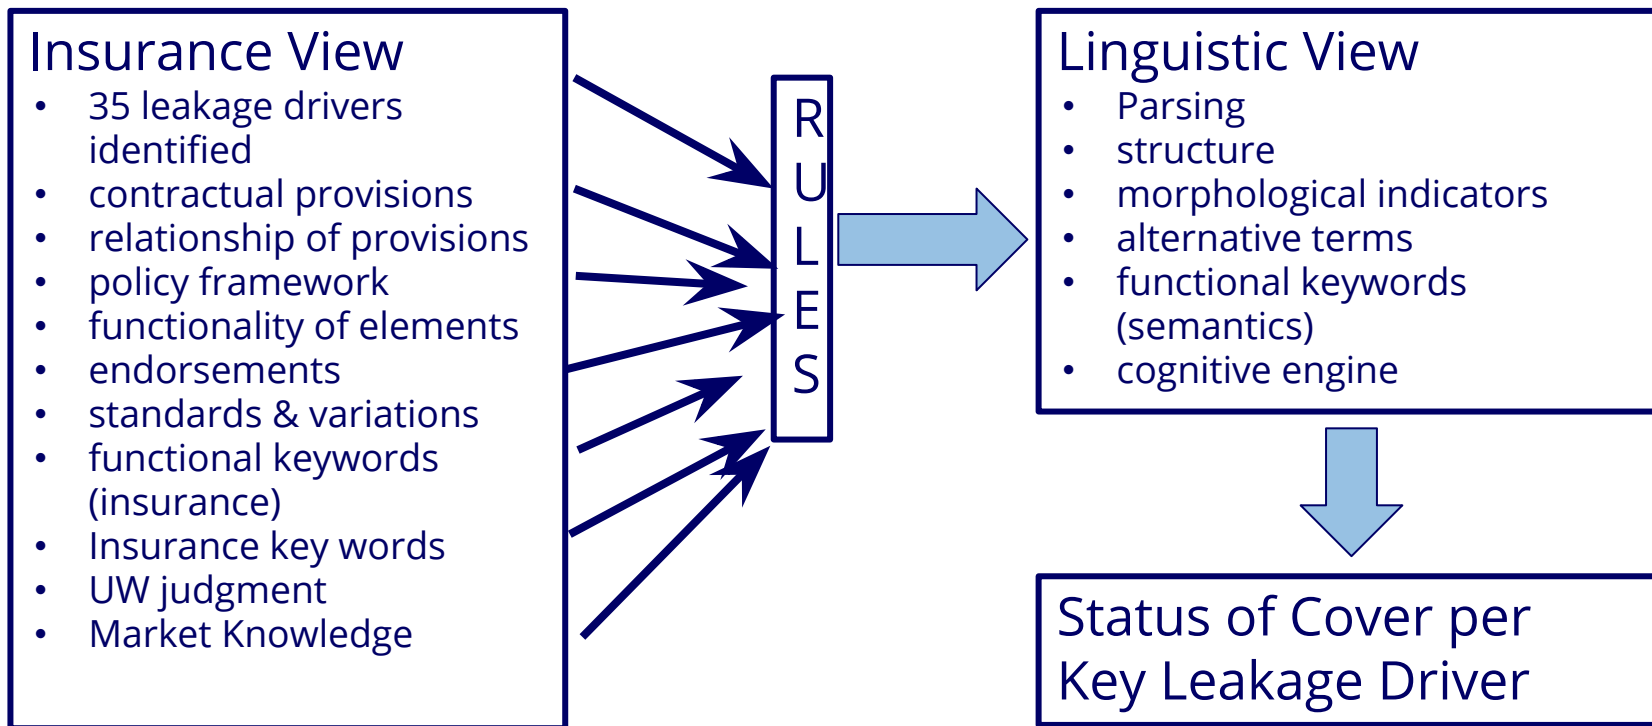 Insurance View
• 35 leakage drivers
identified
• contractual provisions
• relationship of provisions
• policy framework
• functionality of elements
• endorsements
• standards & variations
• functional keywords
(insurance)
• Insurance key words
• UW judgment
• Market Knowledge
R
U
L
E
S
Linguistic View
• Parsing
• structure
• morphological indicators
• alternative terms
• functional keywords
(semantics)
• cognitive engine
Status of Cover per
Key Leakage Driver